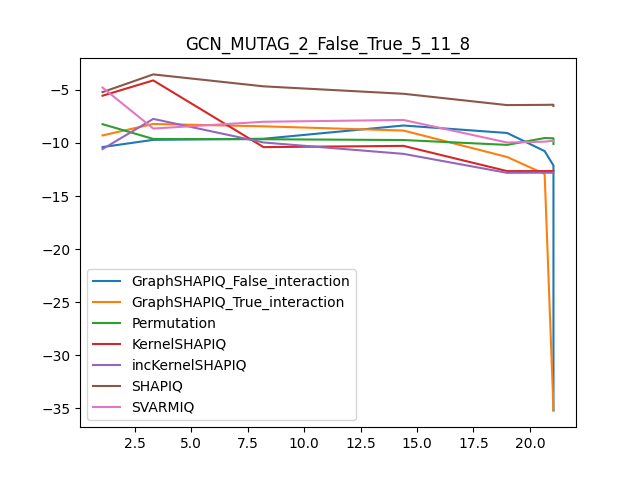 GCN_MUTAG_2_False_True_5_11_8
−5
−10
−15
−20
−25
−30
−35
GraphSHAPIQ_False_interaction
GraphSHAPIQ_True_interaction
Permutation
KernelSHAPIQ
incKernelSHAPIQ
SHAPIQ
SVARMIQ
2.5 5.0 7.5 10.0 12.5 15.0 17.5 20.0